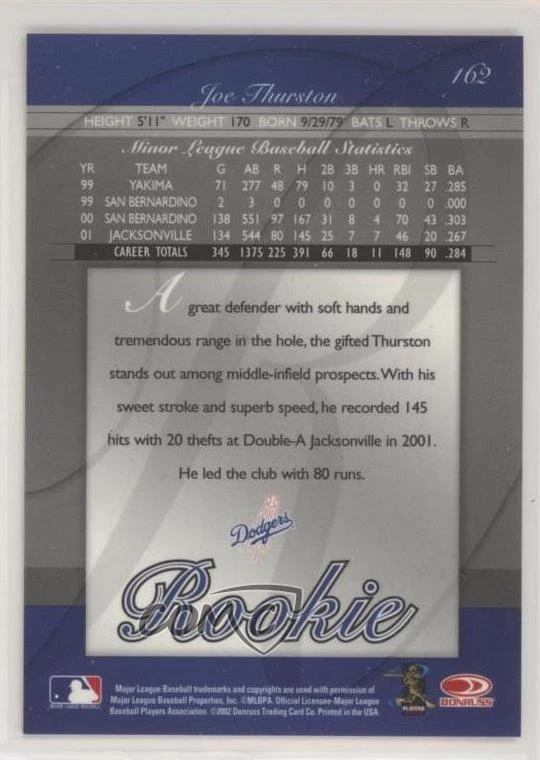 162
Joe Thurston
HEIGHT 5'11" WEIGHT 170 BORN 9/29/79 BATS L THROWS R
Minor League Baseball Statistics
YR TEAM G AB R H 2B 3B HR RBI SB BA
99 YAKIMA 71 277 48 79 10 3 0 32 27 .285
99 SAN BERNARDINO 2 3 0 0 0 0 0 0 0 .000
00 SAN BERNARDINO 138 551 97 167 31 8 4 70 43 .303
01 JACKSONVILLE 134 544 80 145 25 7 7 46 20 .267
CAREER TOTALS 345 1375 225 391 66 18 11 148 90 .284
A great defender with soft hands and
tremendous range in the hole, the gifted Thurston
stands out among middle-infield prospects. With his
sweet stroke and superb speed, he recorded 145
hits with 20 thefts at Double-A Jacksonville in 2001.
He led the club with 80 runs.
Dodgers
Rookie
Major League Baseball trademarks and copyrights are used with permission of
Major League Baseball Properties, Inc. ©MLBPA. Official Licensee-Major League
Baseball Players Association. ©2002 Donruss Trading Card Co. Printed in the USA.
MAJOR LEAGUE BASEBALL
PLAYERS
DONRUSS